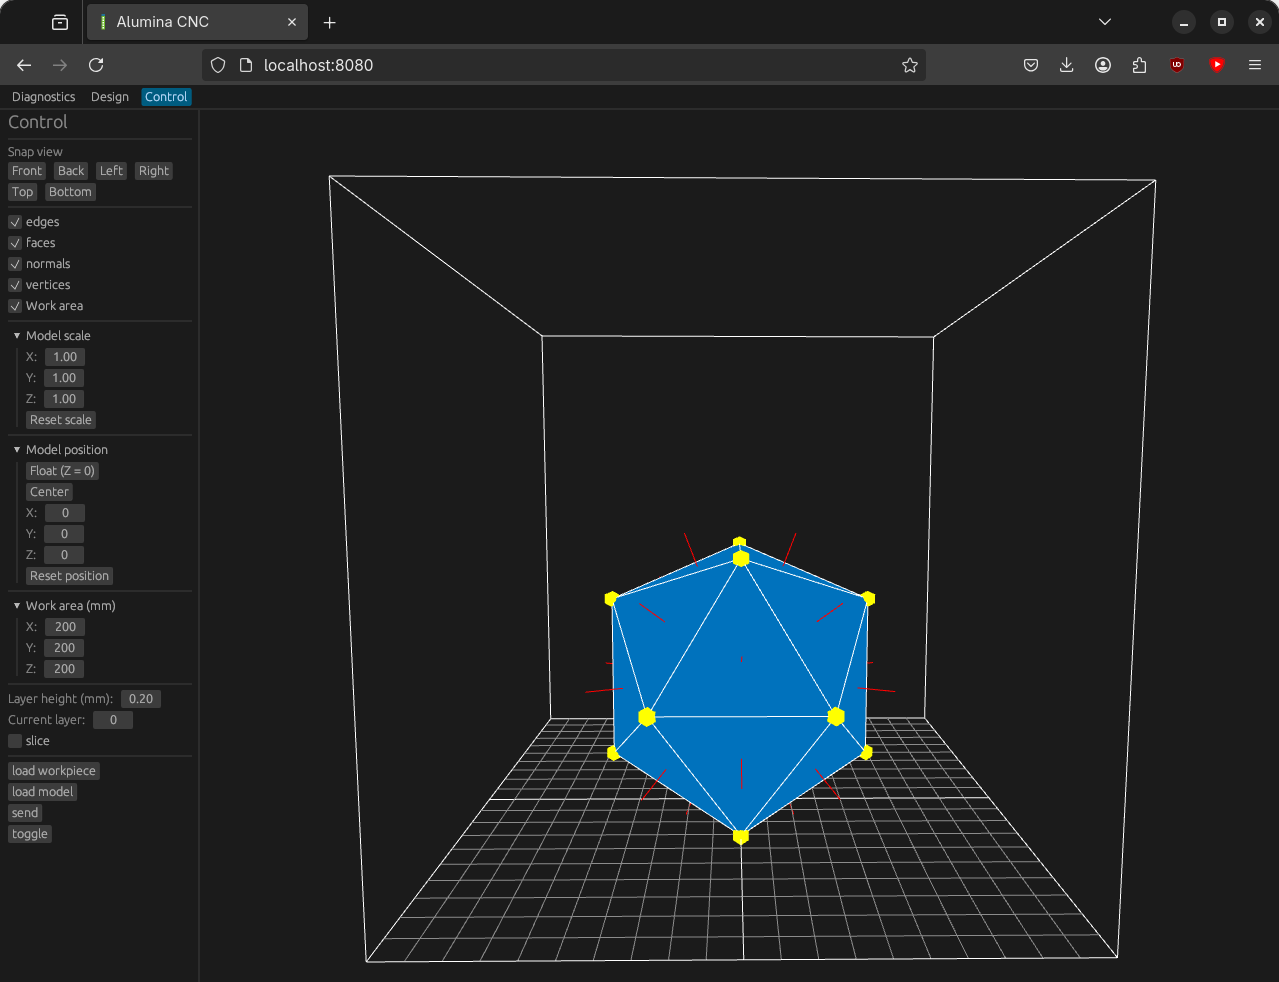 Alumina CNC
localhost:8080
Diagnostics Design Control
Control
Snap view
Front Back Left Right
Top Bottom
edges
faces
normals
vertices
Work area
Model scale
X: 1.00
Y: 1.00
Z: 1.00
Reset scale
Model position
Float (Z = 0)
Center
X: 0
Y: 0
Z: 0
Reset position
Work area (mm)
X: 200
Y: 200
Z: 200
Layer height (mm): 0.20
Current layer: 0
slice
load workpiece
load model
send
toggle